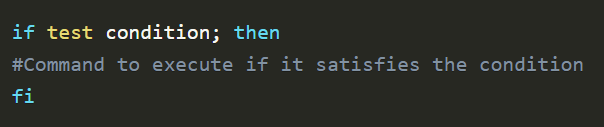 if test condition; then
#Command to execute if it satisfies the condition
fi